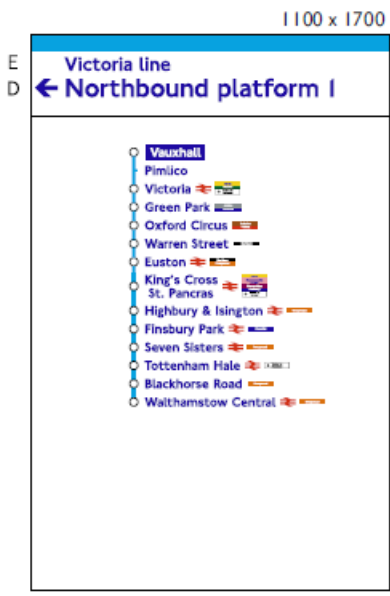 1100 x 1700
E
Victoria line
D
Northbound platform 1
Vauxhall
Pimlico
Victoria
Green Park
Oxford Circus
Warren Street
Euston
King's Cross
St. Pancras
Highbury & Isington
Finsbury Park
Seven Sisters
Tottenham Hale
Blackhorse Road
Walthamstow Central